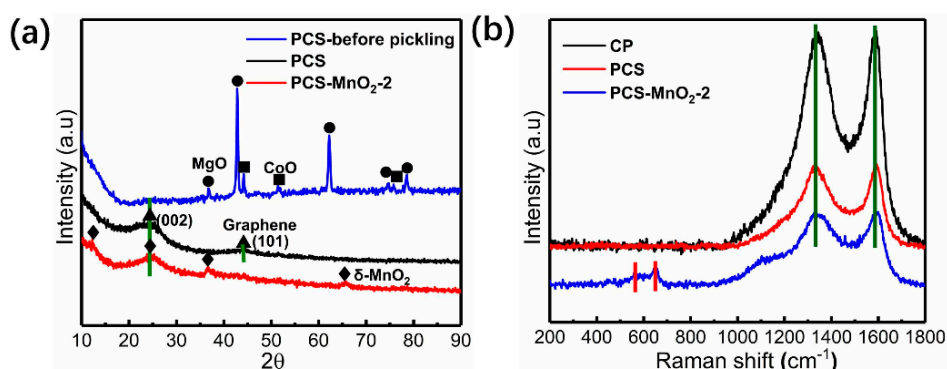 (a)
PCS-before pickling
PCS
PCS-MnO₂-2
MgO
CoO
(002)
Graphene
(101)
δ-MnO₂
Intensity (a.u)
10 20 30 40 50 60 70 80 90
2θ
(b)
CP
PCS
PCS-MnO₂-2
Intensity (a.u)
200 400 600 800 1000 1200 1400 1600 1800
Raman shift (cm⁻¹)